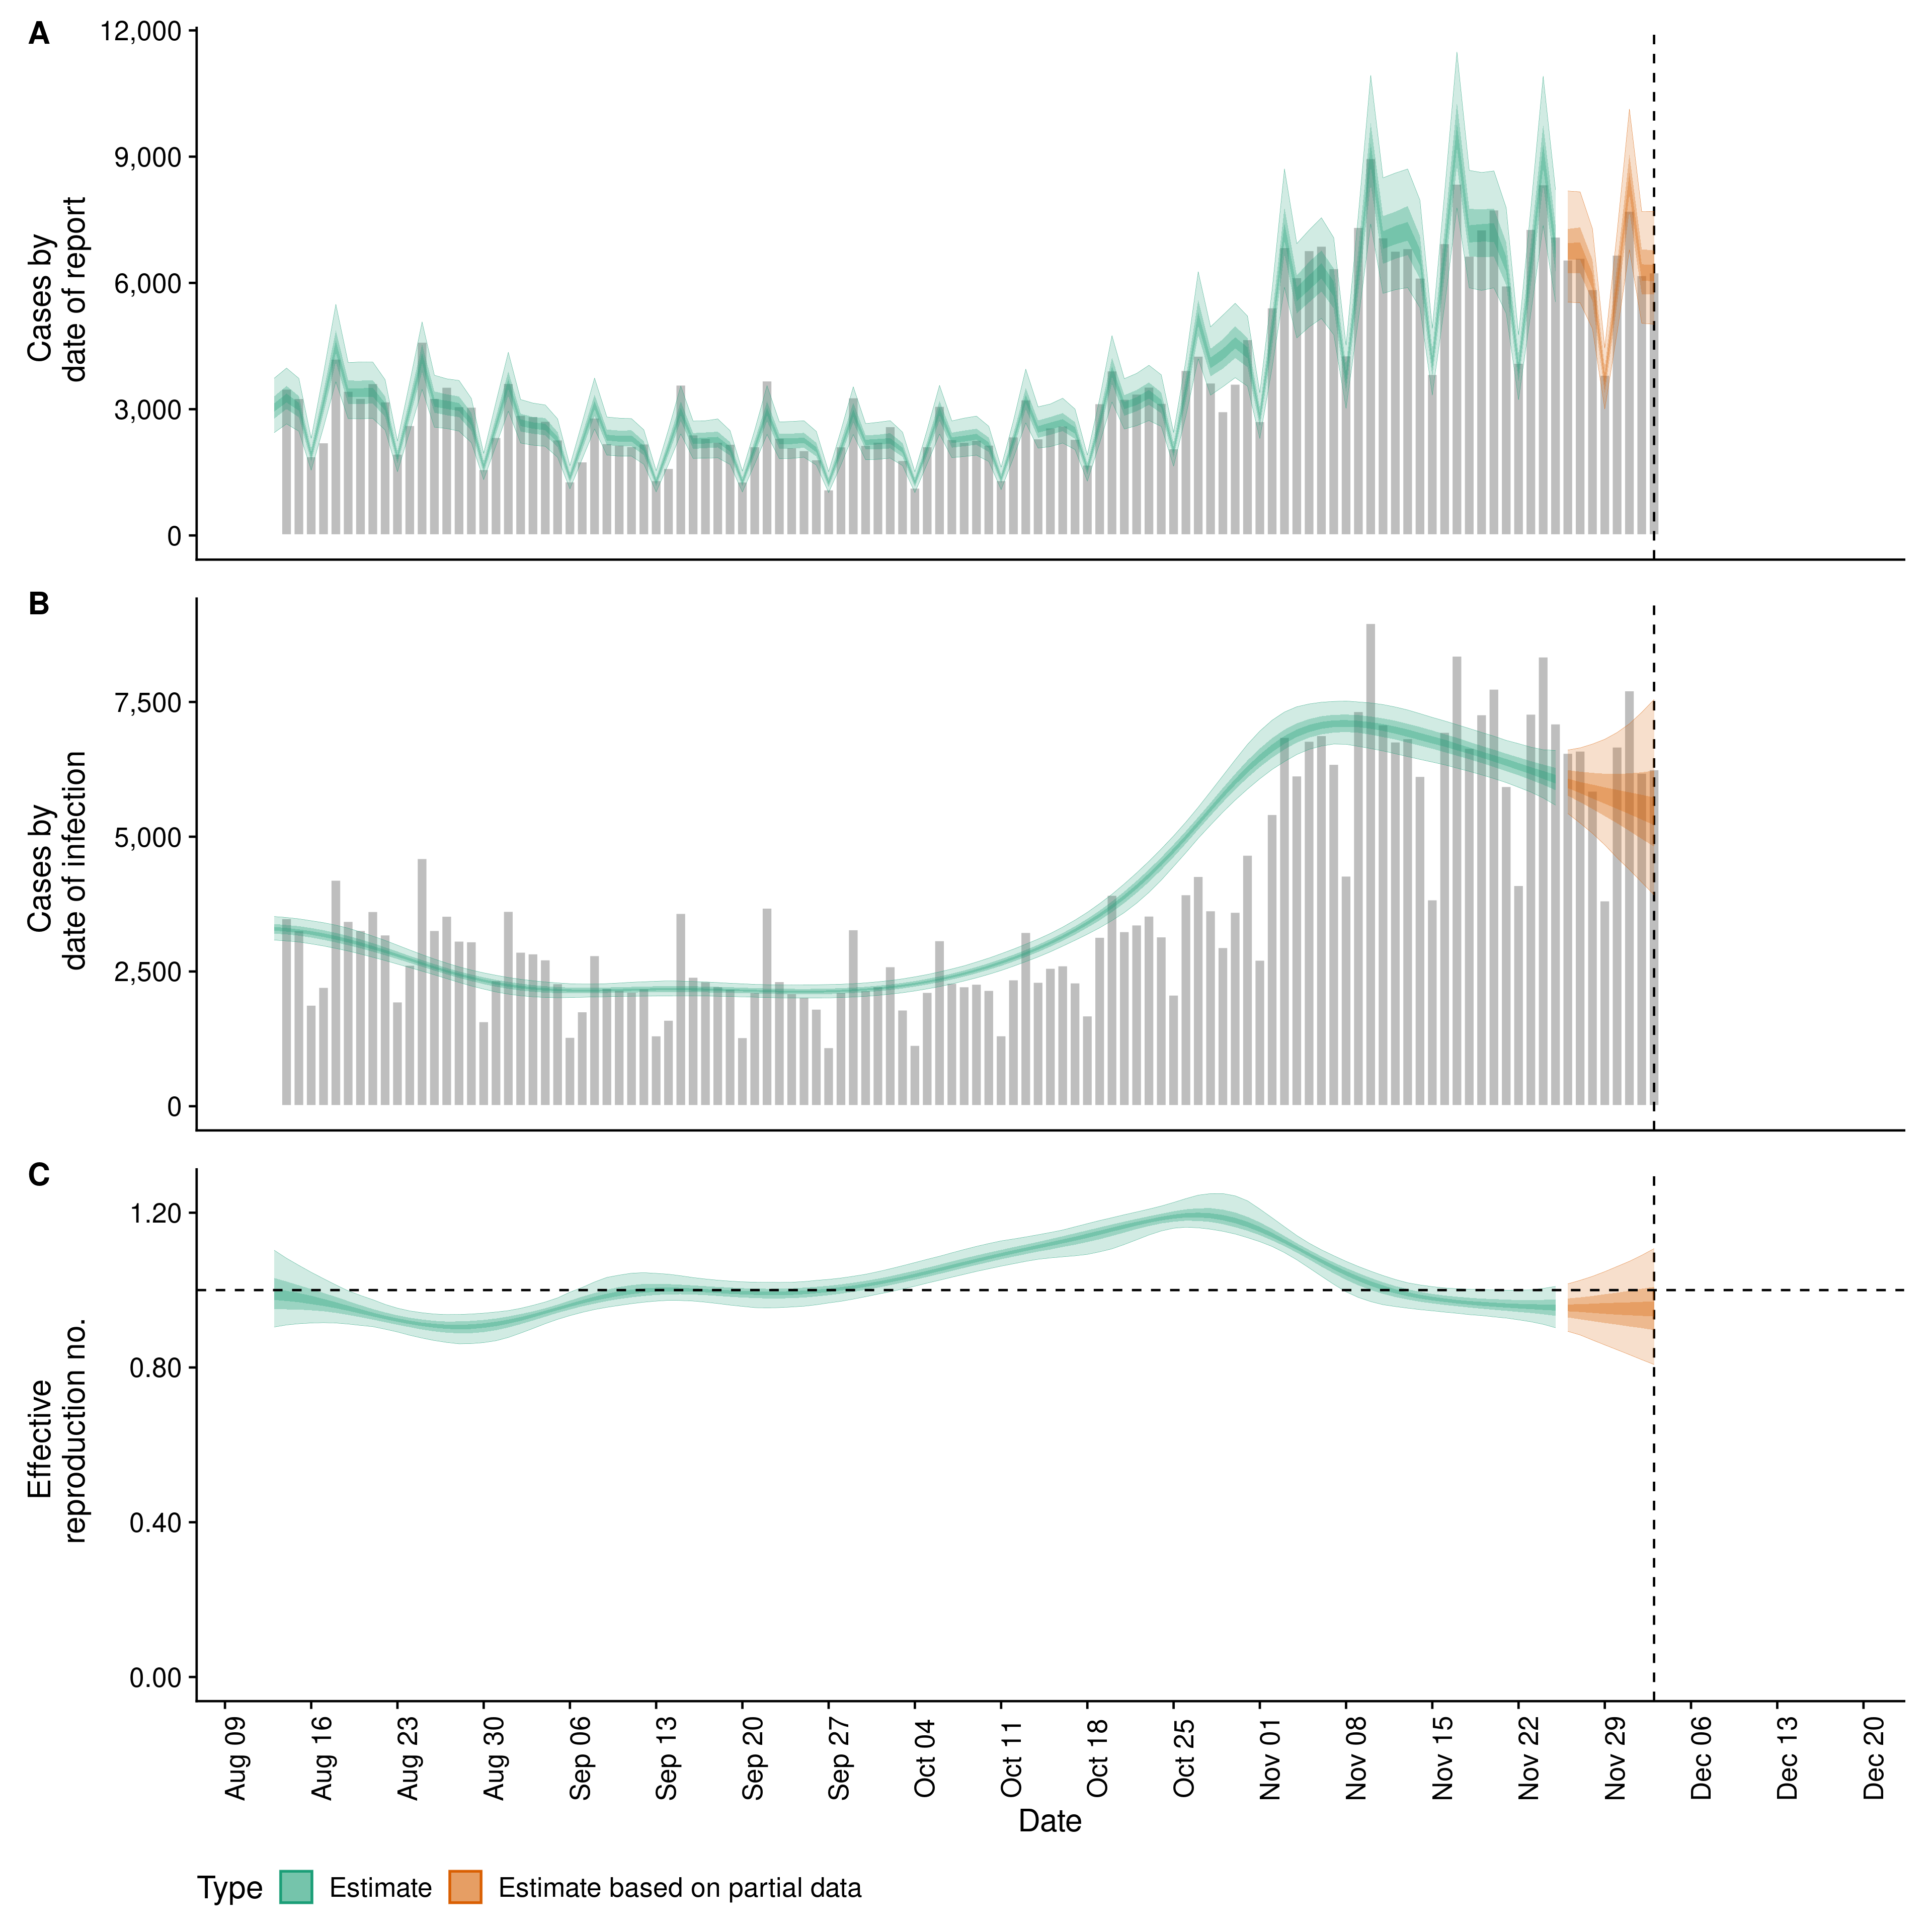 A
12,000
9,000
6,000
3,000
0
Cases by
date of report
B
7,500
5,000
2,500
0
Cases by
date of infection
C
1.20
0.80
0.40
0.00
Effective
reproduction no.
Aug 09
Aug 16
Aug 23
Aug 30
Sep 06
Sep 13
Sep 20
Sep 27
Oct 04
Oct 11
Oct 18
Oct 25
Nov 01
Nov 08
Nov 15
Nov 22
Nov 29
Dec 06
Dec 13
Dec 20
Date
Type Estimate Estimate based on partial data